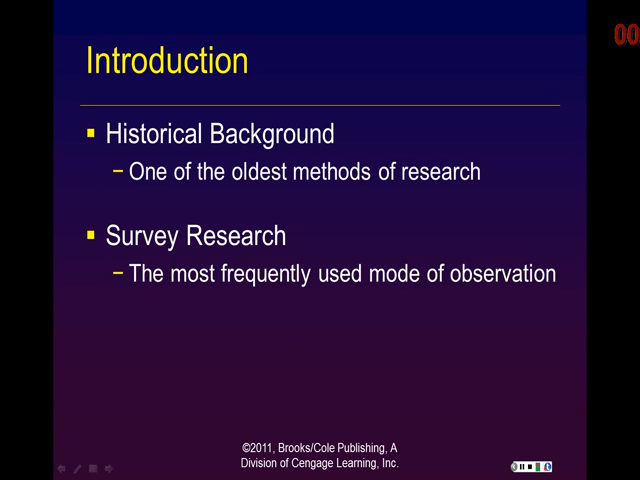 00
Introduction
Historical Background
– One of the oldest methods of research
Survey Research
– The most frequently used mode of observation
©2011, Brooks/Cole Publishing, A
Division of Cengage Learning, Inc.